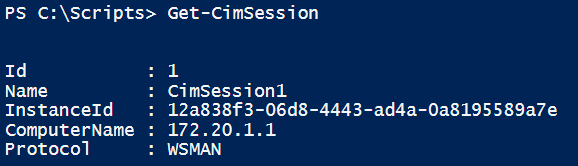 PS C:\Scripts> Get-CimSession
Id           : 1
Name         : CimSession1
InstanceId   : 12a838f3-06d8-4443-ad4a-0a8195589a7e
ComputerName : 172.20.1.1
Protocol     : WSMAN